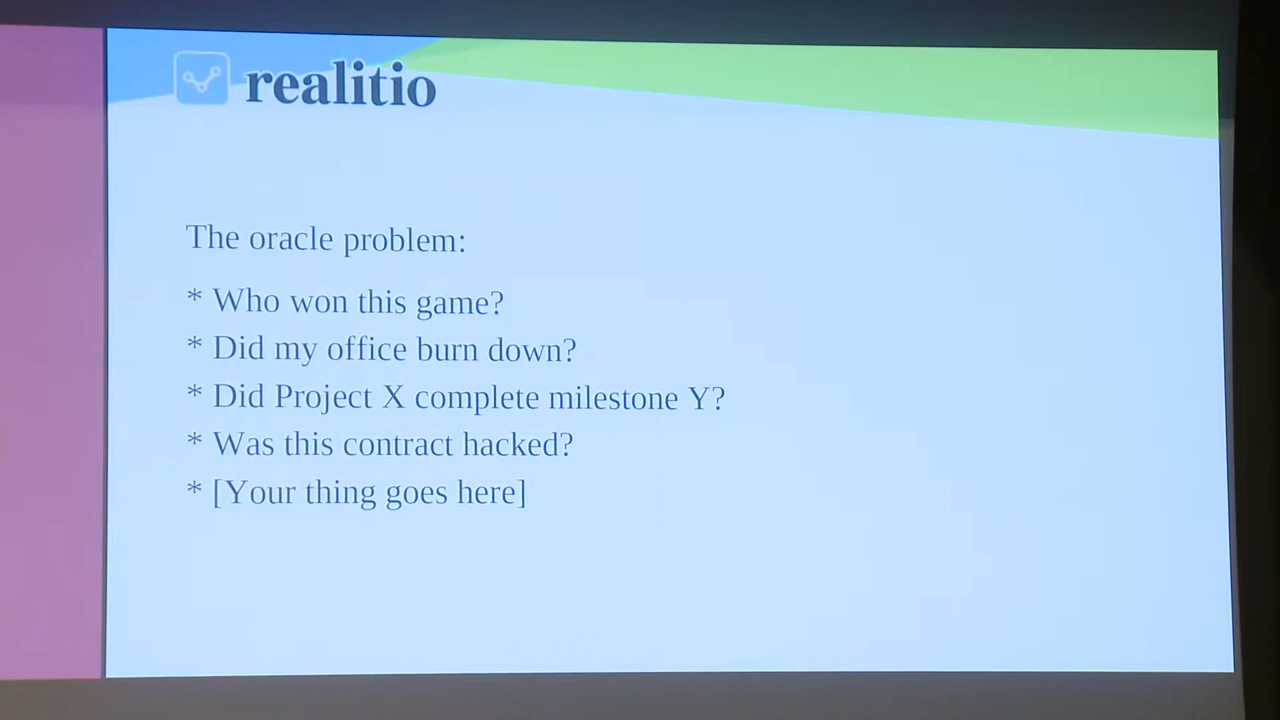 realitio
The oracle problem:
* Who won this game?
* Did my office burn down?
* Did Project X complete milestone Y?
* Was this contract hacked?
* [Your thing goes here]